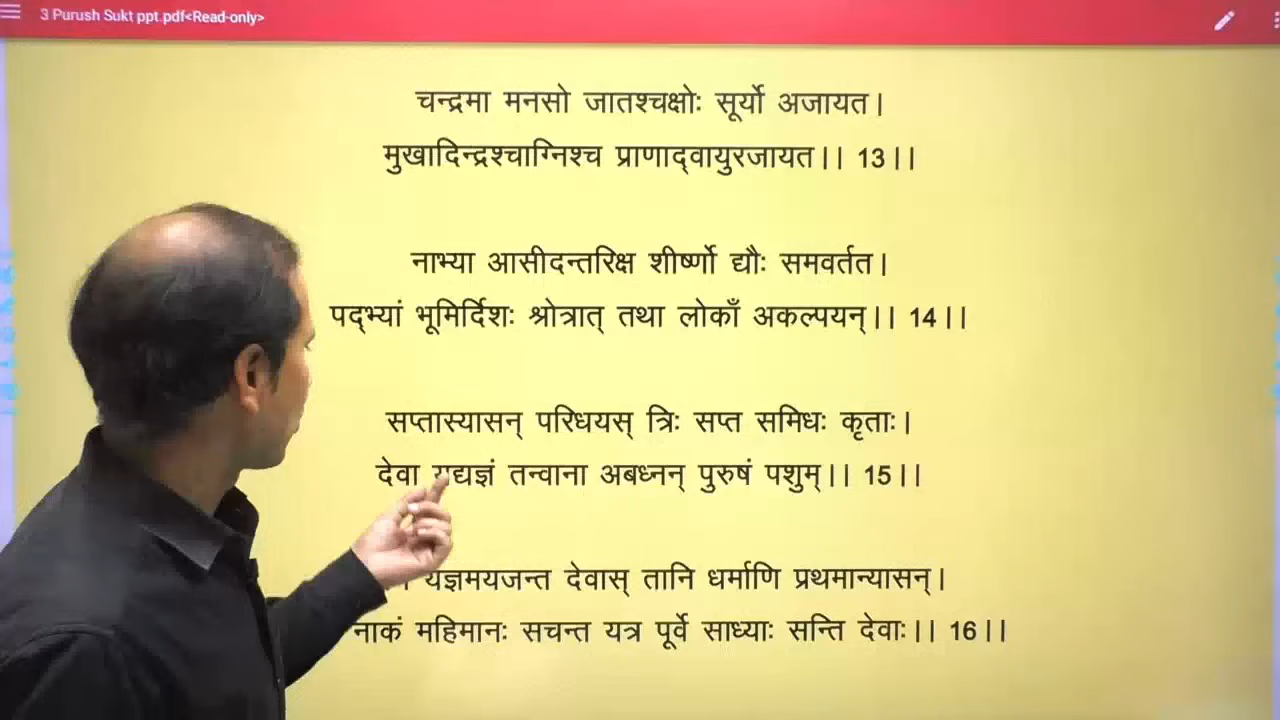 3 Purush Sukt ppt.pdf<Read-only>
चन्द्रमा मनसो जातश्चक्षोः सूर्यो अजायत।
मुखादिन्द्रश्चाग्निश्च प्राणाद्वायुरजायत।। 13।।
नाभ्या आसीदन्तरिक्ष शीर्ष्णो द्यौः समवर्तत।
पद्भ्यां भूमिर्दिशः श्रोत्रात् तथा लोकाँ अकल्पयन्।। 14।।
सप्तास्यासन् परिधयस् त्रिः सप्त समिधः कृताः।
देवा यद्यज्ञं तन्वाना अबध्नन् पुरुषं पशुम्।। 15।।
यज्ञमयजन्त देवास् तानि धर्माणि प्रथमान्यासन्।
नाकं महिमानः सचन्त यत्र पूर्वे साध्याः सन्ति देवाः।। 16।।